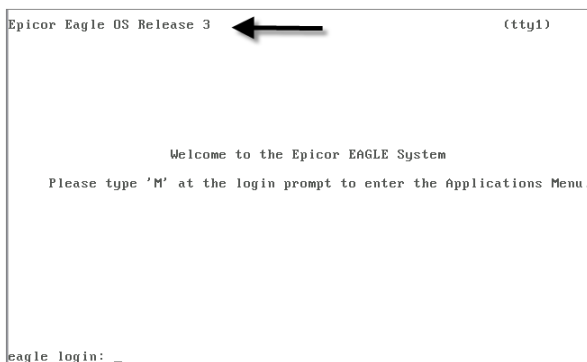 Epicor Eagle OS Release 3 (tty1)
Welcome to the Epicor EAGLE System
Please type 'M' at the login prompt to enter the Applications Menu.
eagle login: _